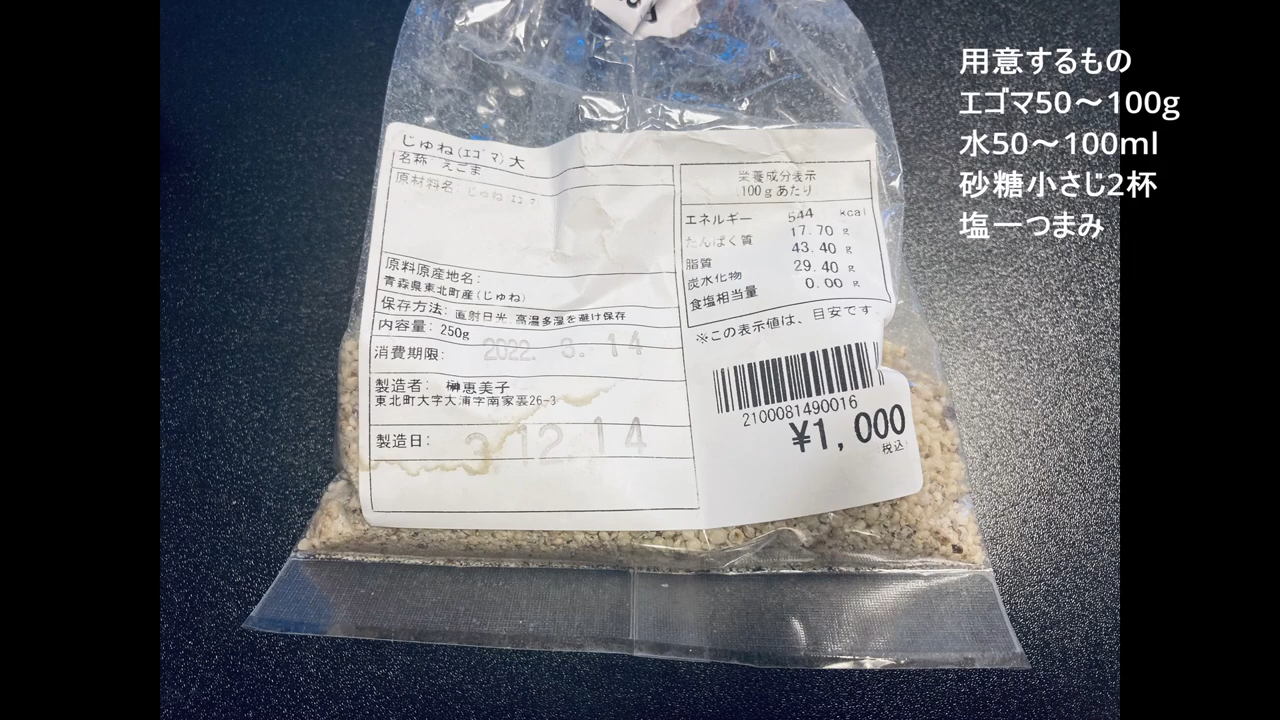 じゅね(エゴマ)大
名称 えごま
原材料名: じゅね(エゴマ
原料原産地名:
青森県東北町産(じゅね)
保存方法: 直射日光、高温多湿を避け保存
内容量: 250g
消費期限: 2022. 3. 14
製造者: 榊恵美子
東北町大字大浦字南家裏26-3
製造日: 3.12.14
栄養成分表示
100gあたり
エネルギー 544 kcal
たんぱく質 17.70 g
脂質 43.40 g
炭水化物 29.40 g
食塩相当量 0.00 g
※この表示値は、目安です
2100081490016
¥1,000
税込
用意するもの
エゴマ50〜100g
水50〜100ml
砂糖小さじ2杯
塩一つまみ